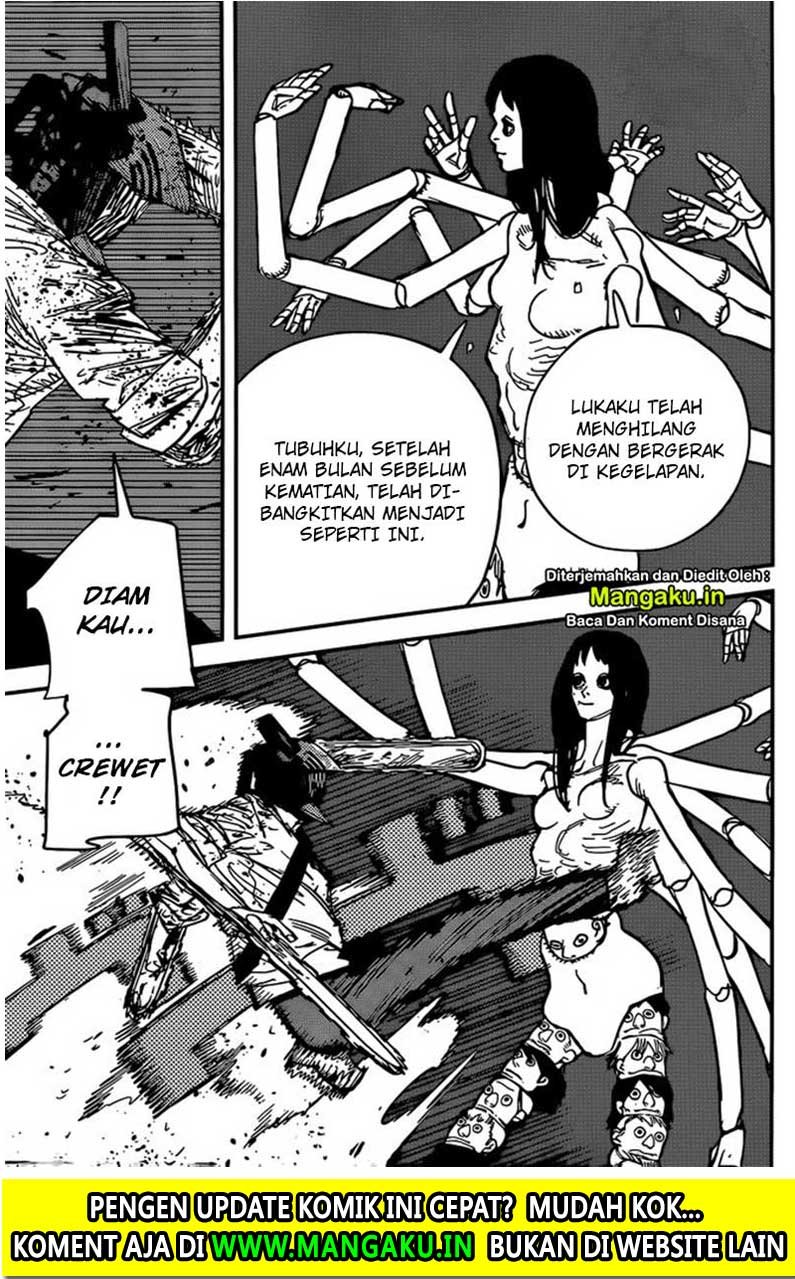 LUKAKU TELAH
MENGHILANG
DENGAN BERGERAK
DI KEGELAPAN.
TUBUHKU, SETELAH
ENAM BULAN SEBELUM
KEMATIAN, TELAH DI-
BANGKITKAN MENJADI
SEPERTI INI.
Diterjemahkan dan Diedit Oleh :
Mangaku.in
Baca Dan Koment Disana
DIAM
KAU...
...
CREWET
!!
PENGEN UPDATE KOMIK INI CEPAT? MUDAH KOK...
KOMENT AJA DI WWW.MANGAKU.IN BUKAN DI WEBSITE LAIN